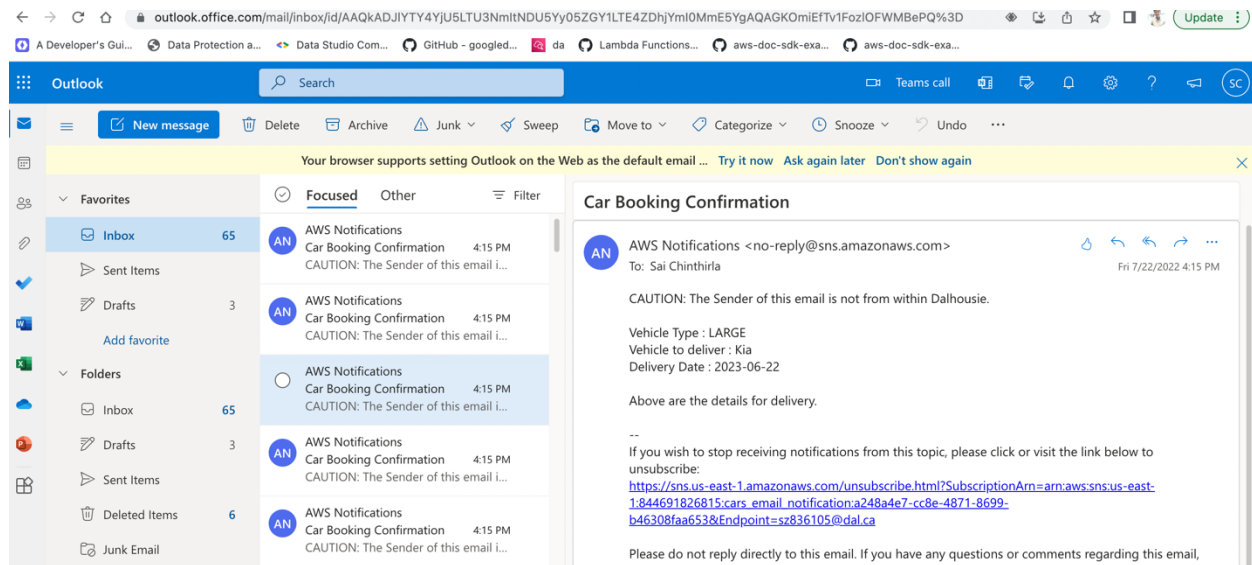 outlook.office.com/mail/inbox/id/AAQkADJlYTY4YjU5LTU3NmItNDU5Yy05ZGY1LTE4ZDhjYmI0MmE5YgAQAGKOmiEfTv1FozlOFWMBePQ%3D
Update
A Developer's Gui... Data Protection a... Data Studio Com... GitHub - googled... da Lambda Functions... aws-doc-sdk-exa... aws-doc-sdk-exa...
Outlook
Search
Teams call
SC
New message
Delete Archive Junk Sweep Move to Categorize Snooze Undo
Your browser supports setting Outlook on the Web as the default email ... Try it now Ask again later Don't show again
Favorites
Inbox 65
Sent Items
Drafts 3
Add favorite
Folders
Inbox 65
Drafts 3
Sent Items
Deleted Items 6
Junk Email
Focused Other Filter
AN
AWS Notifications
Car Booking Confirmation 4:15 PM
CAUTION: The Sender of this email i...
AN
AWS Notifications
Car Booking Confirmation 4:15 PM
CAUTION: The Sender of this email i...
AWS Notifications
Car Booking Confirmation 4:15 PM
CAUTION: The Sender of this email i...
AN
AWS Notifications
Car Booking Confirmation 4:15 PM
CAUTION: The Sender of this email i...
AN
AWS Notifications
Car Booking Confirmation 4:15 PM
CAUTION: The Sender of this email i...
Car Booking Confirmation
AN
AWS Notifications <no-reply@sns.amazonaws.com>
To: Sai Chinthirla
Fri 7/22/2022 4:15 PM
CAUTION: The Sender of this email is not from within Dalhousie.
Vehicle Type : LARGE
Vehicle to deliver : Kia
Delivery Date : 2023-06-22
Above are the details for delivery.
--
If you wish to stop receiving notifications from this topic, please click or visit the link below to
unsubscribe:
https://sns.us-east-1.amazonaws.com/unsubscribe.html?SubscriptionArn=arn:aws:sns:us-east-
1:844691826815:cars_email_notification:a248a4e7-cc8e-4871-8699-
b46308faa653&Endpoint=sz836105@dal.ca
Please do not reply directly to this email. If you have any questions or comments regarding this email,